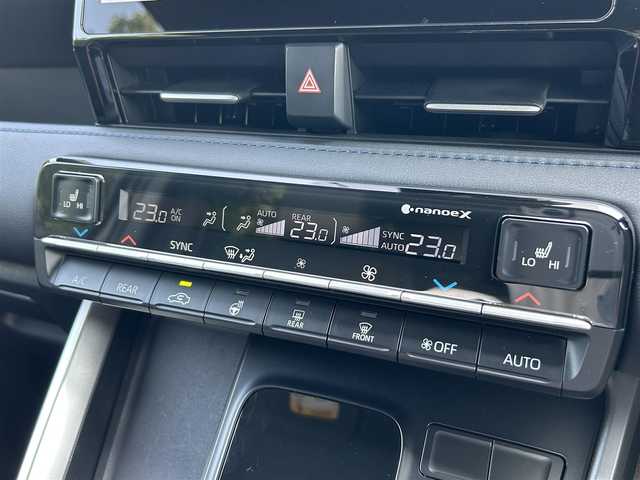 nanoeX
LO HI
23.0 A/C ON
AUTO
REAR 23.0
SYNC
AUTO 23.0
LO HI
SYNC
A/C
REAR
REAR
FRONT
OFF
AUTO